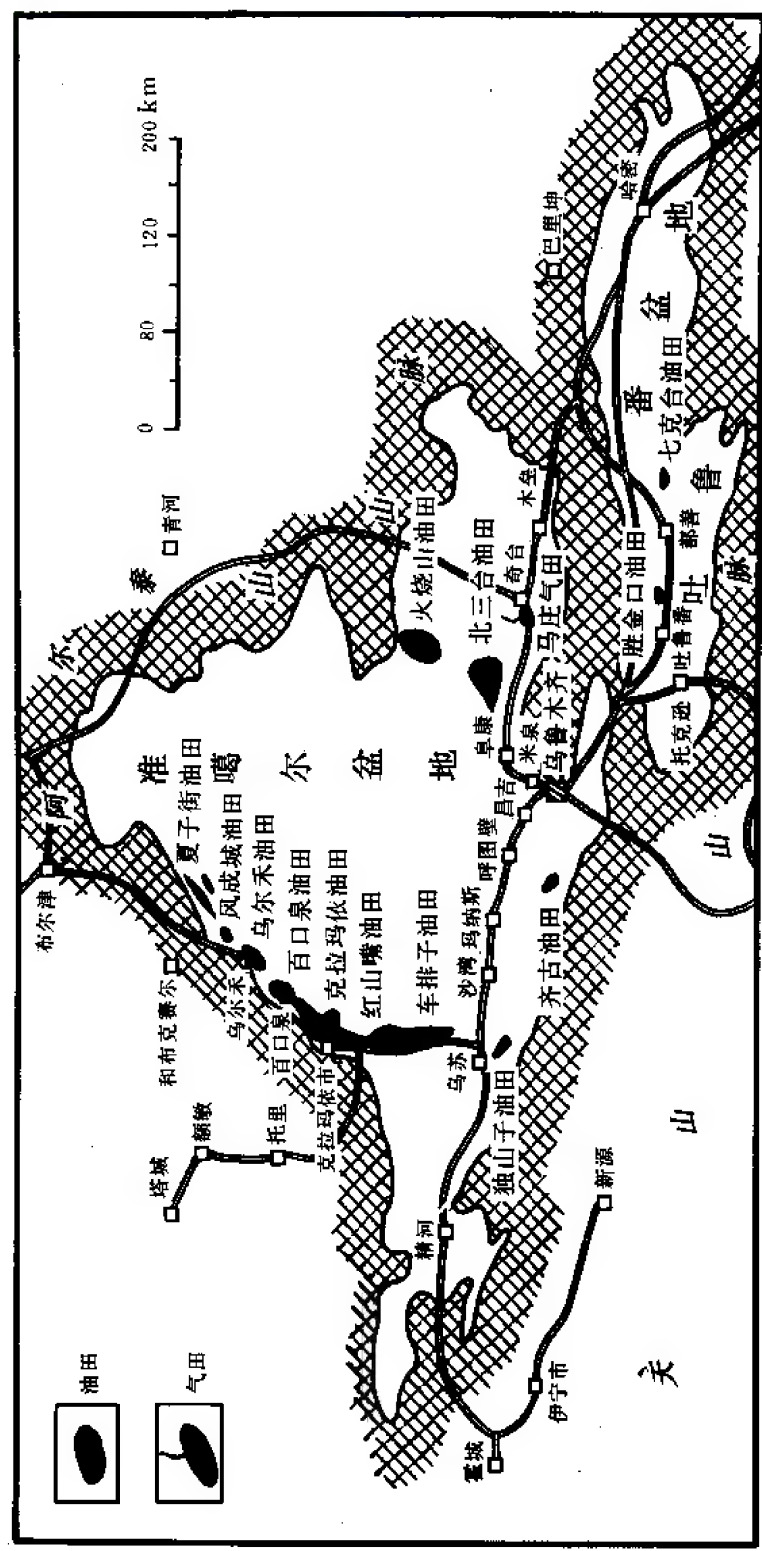 油田
气田
0 80 120 200 km
阿
尔
泰
山
山
脉
准
噶
尔
盆
地
吐
鲁
番
盆
地
天
山
山
脉
布尔津
青河
和布克赛尔
塔城
额敏
托里
夏子街油田
风成城油田
乌尔禾油田
乌尔禾
百口泉油田
百口泉
克拉玛依油田
克拉玛依市
红山嘴油田
车排子油田
火烧山油田
北三台油田
马庄气田
奇台
木垒
巴里坤
哈密
精河
乌苏
沙湾
玛纳斯
呼图壁
昌吉
米泉
阜康
乌鲁木齐
独山子油田
齐古油田
胜金口油田
七克台油田
鄯善
吐鲁番
托克逊
霍城
伊宁市
新源